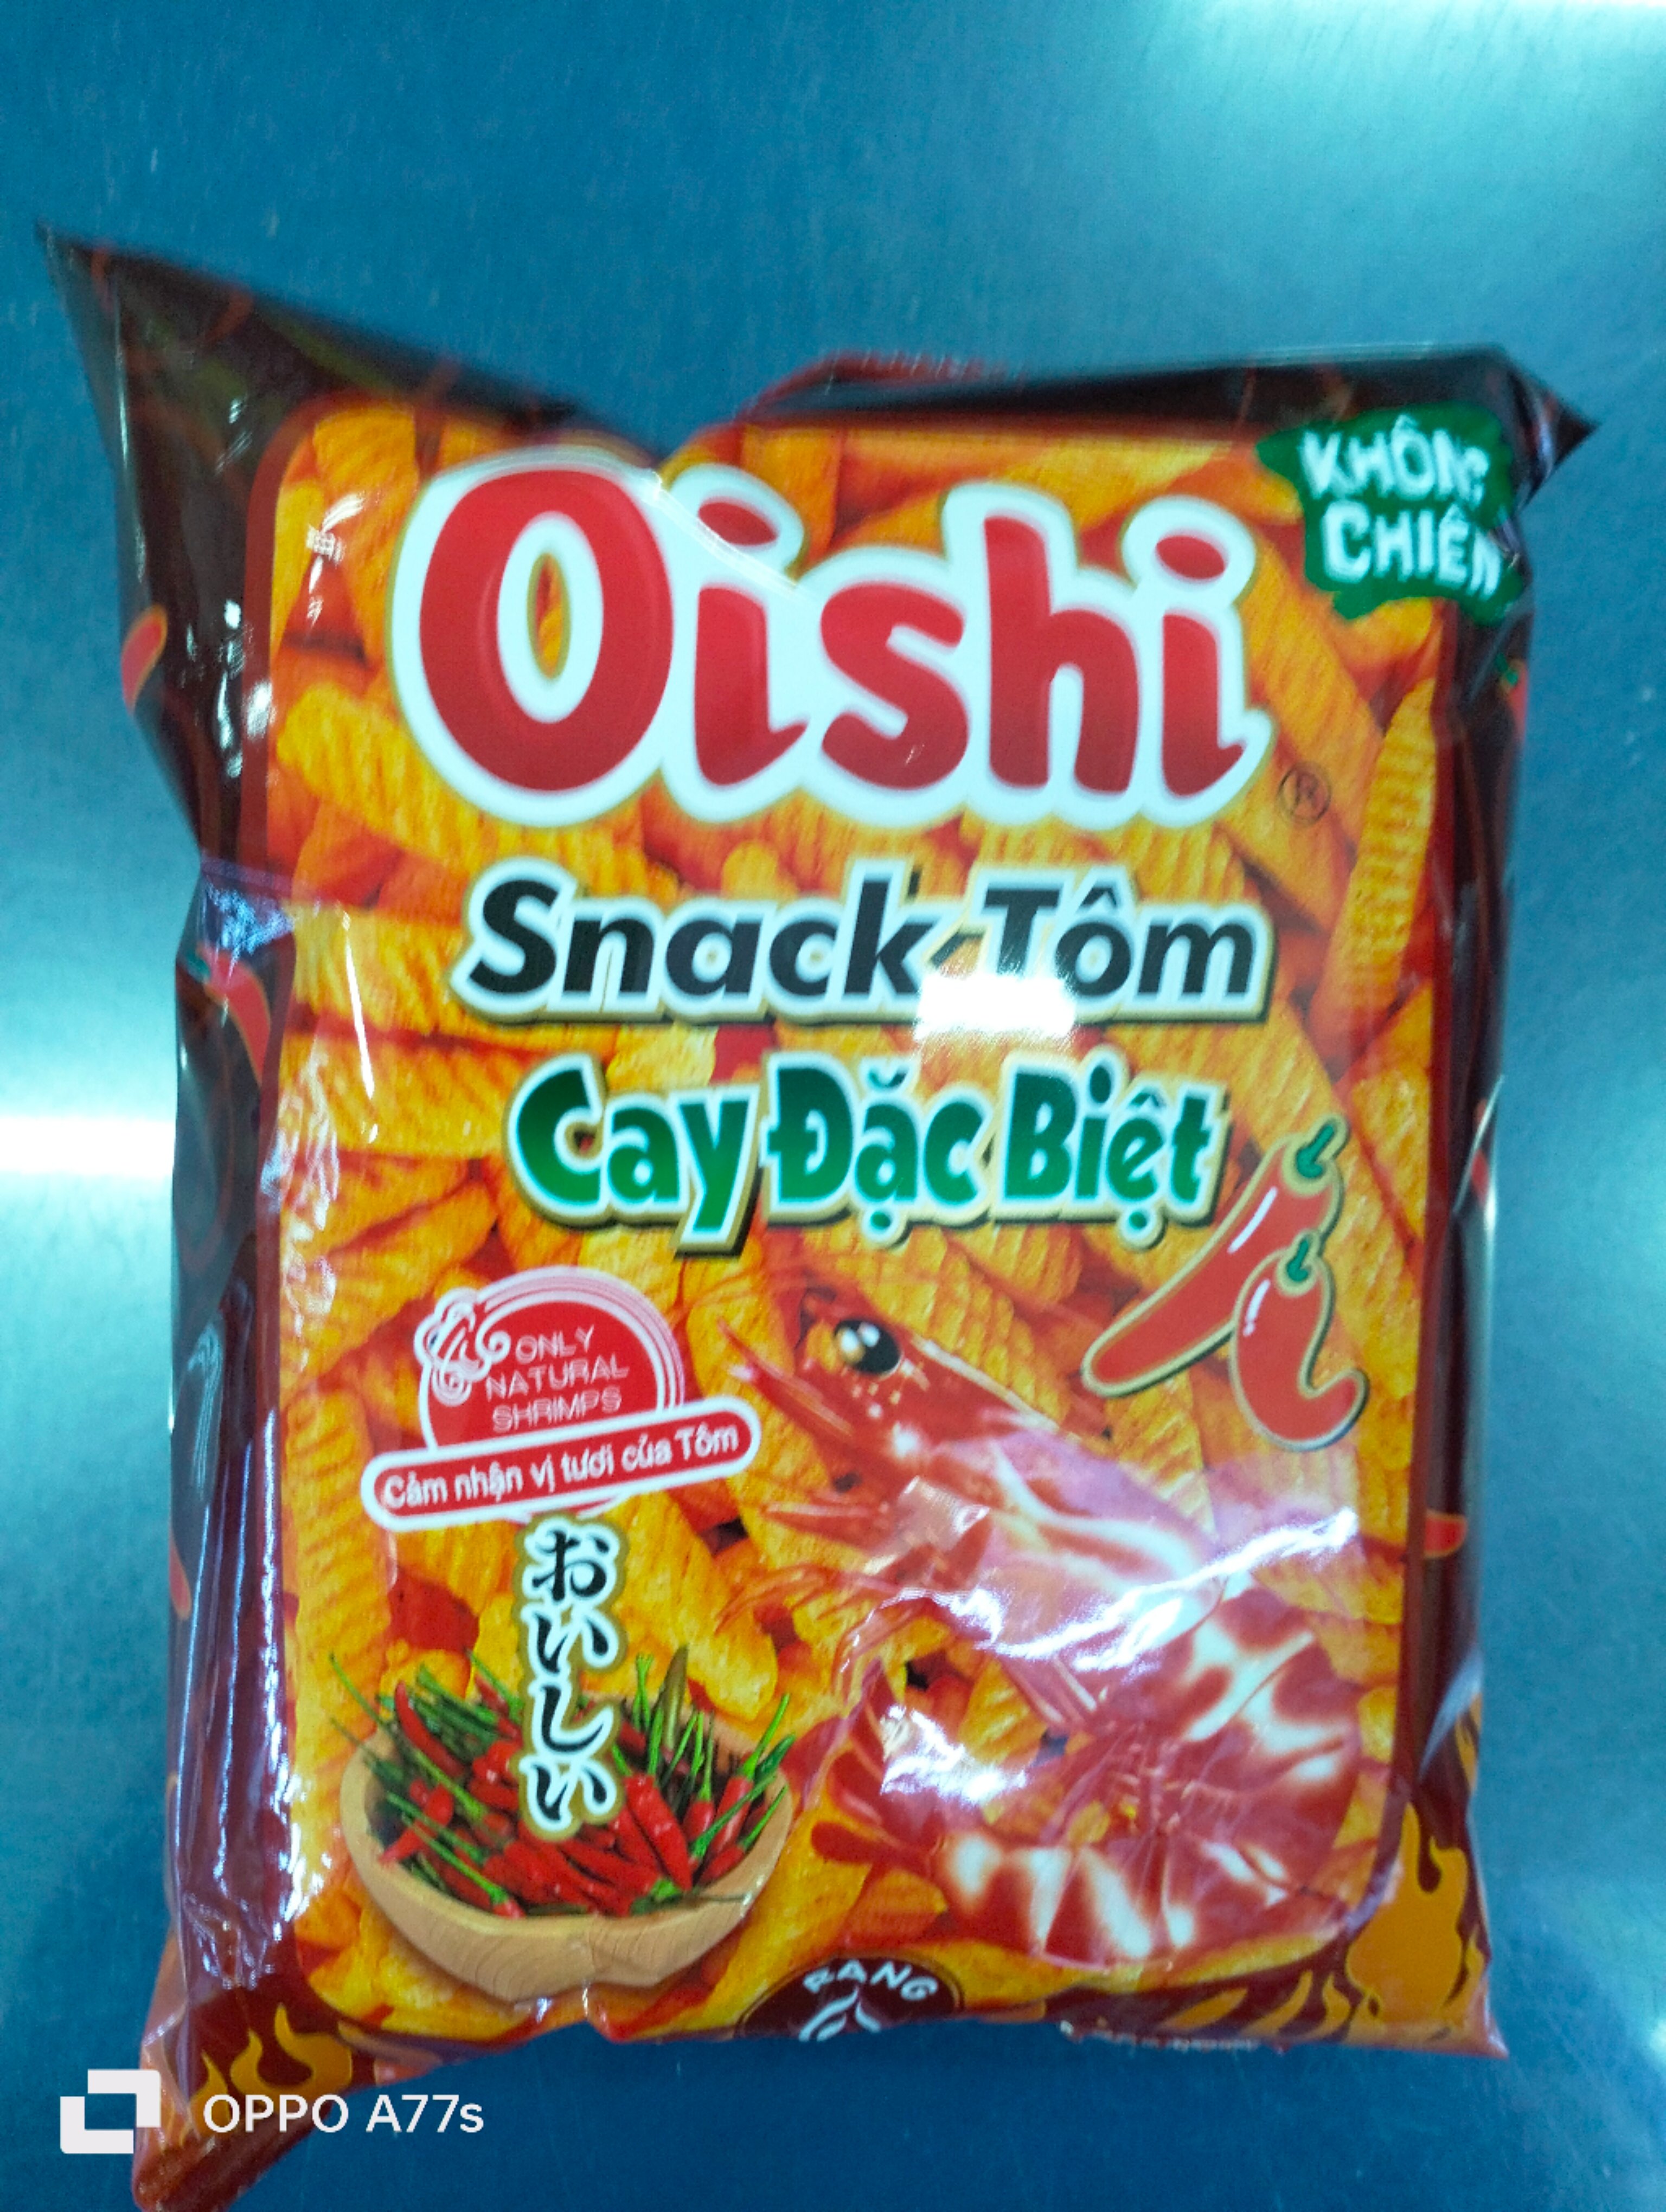 KHÔNG
CHIÊN
Oishi
®
Snack Tôm
Cay Đặc Biệt
ONLY
NATURAL
SHRIMPS
Cảm nhận vị tươi của Tôm
おいしい
RANG
OPPO A77s